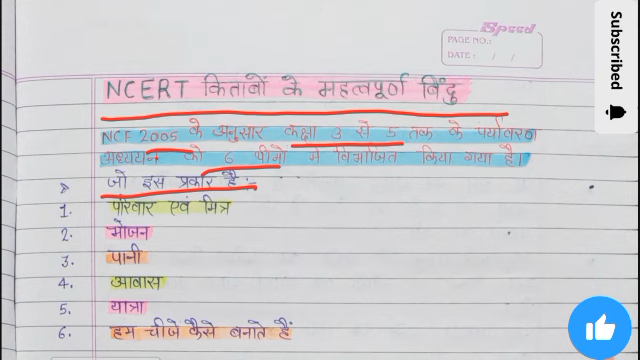 Speed
PAGE NO.:
DATE: / /
NCERT किताबों के महत्वपूर्ण बिंदु
NCF 2005 के अनुसार कक्षा 3 से 5 तक के पर्यावरण
अध्ययन को 6 थीमों में विभाजित किया गया है।
जो इस प्रकार है:-
1. परिवार एवं मित्र
2. भोजन
3. पानी
4. आवास
5. यात्रा
6. हम चीजे कैसे बनाते हैं
Subscribed